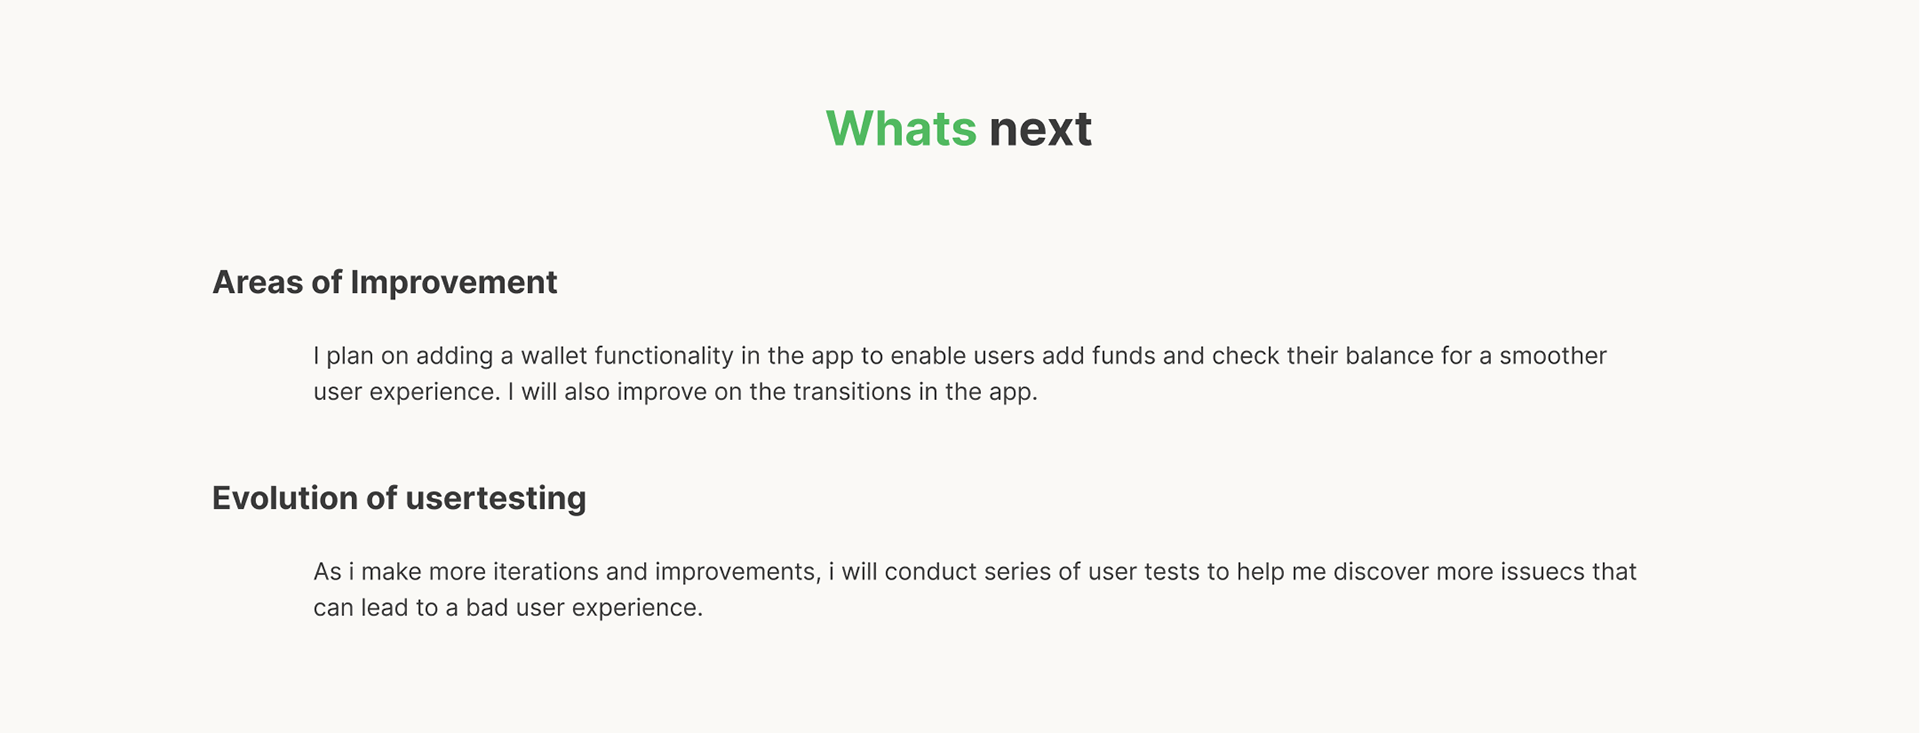 Whats next
Areas of Improvement
I plan on adding a wallet functionality in the app to enable users add funds and check their balance for a smoother
user experience. I will also improve on the transitions in the app.
Evolution of usertesting
As i make more iterations and improvements, i will conduct series of user tests to help me discover more issuecs that
can lead to a bad user experience.